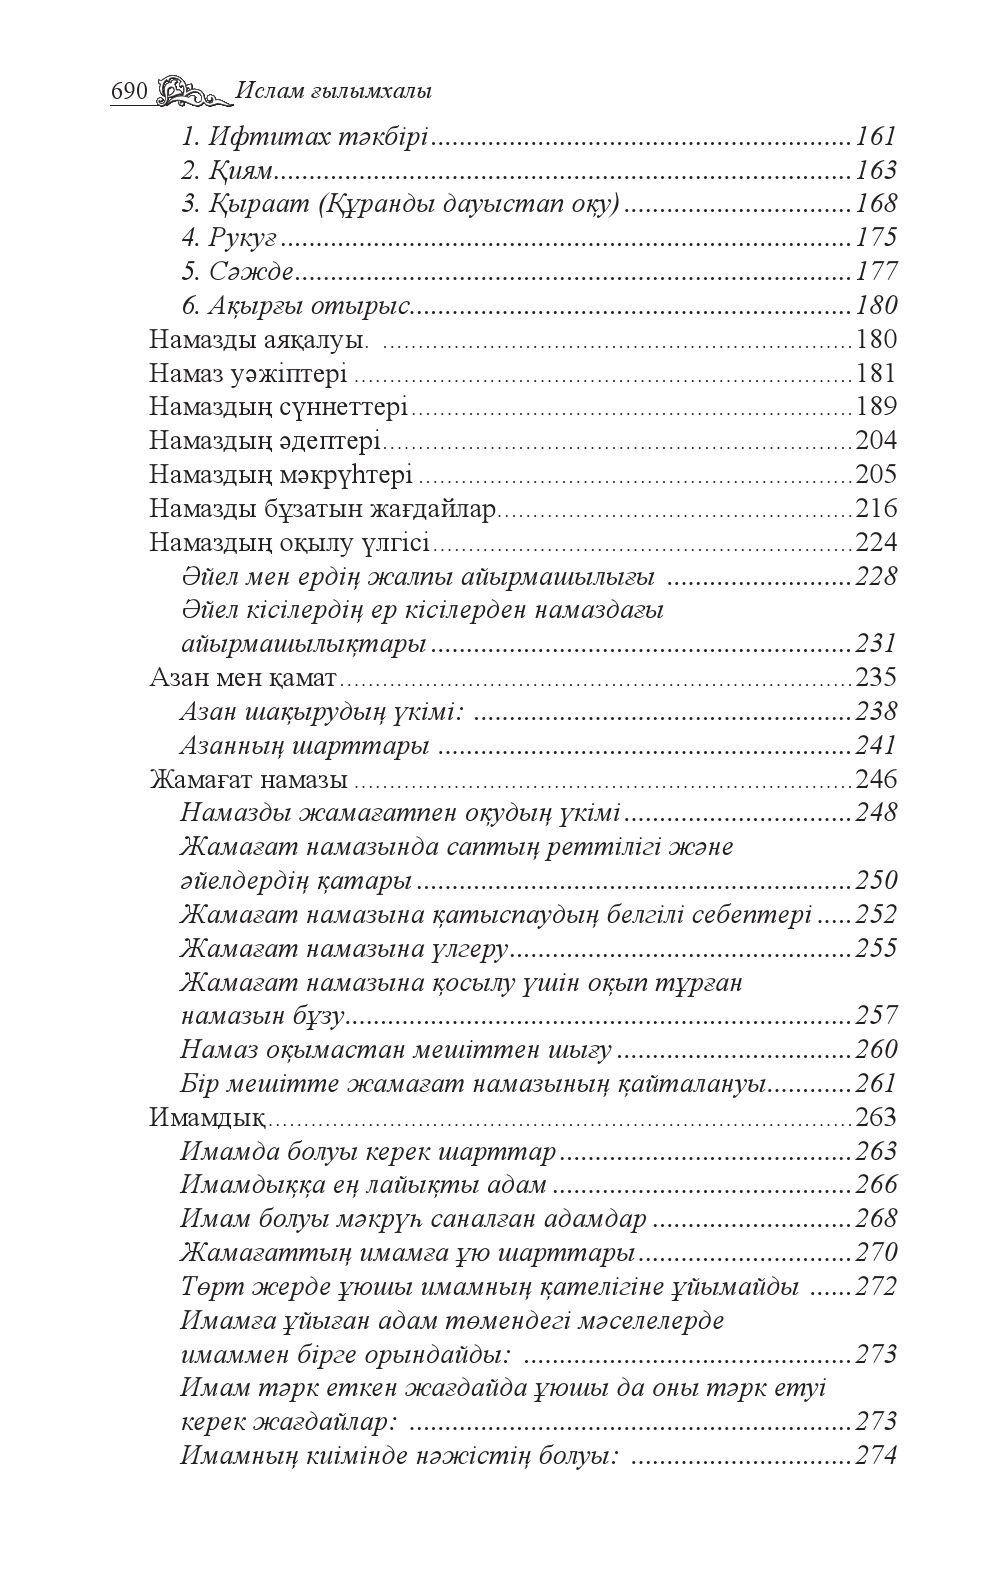 690 Ислам ғылымхалы
1. Ифтитах тәкбірі..........................................................161
2. Қиям...............................................................................163
3. Қыраат (Құранды дауыстап оқу)................................168
4. Рукуғ................................................................................175
5. Сәжде..............................................................................177
6. Ақырғы отырыс.............................................................180
Намазды аяқалуы. ................................................................180
Намаз уәжіптері ...................................................................181
Намаздың сүннеттері............................................................189
Намаздың әдептері................................................................204
Намаздың мәкрүһтері ...........................................................205
Намазды бұзатын жағдайлар................................................216
Намаздың оқылу үлгісі.........................................................224
Әйел мен ердің жалпы айырмашылығы ..........................228
Әйел кісілердің ер кісілерден намаздағы
айырмашылықтары...........................................................231
Азан мен қамат......................................................................235
Азан шақырудың үкімі: .....................................................238
Азанның шарттары ..........................................................241
Жамағат намазы ...................................................................246
Намазды жамағатпен оқудың үкімі................................248
Жамағат намазында саптың реттілігі және
әйелдердің қатары.............................................................250
Жамағат намазына қатыспаудың белгілі себептері.....252
Жамағат намазына үлгеру................................................255
Жамағат намазына қосылу үшін оқып тұрған
намазын бұзу.......................................................................257
Намаз оқымастан мешіттен шығу.................................260
Бір мешітте жамағат намазының қайталануы............261
Имамдық.................................................................................263
Имамда болуы керек шарттар.........................................263
Имамдыққа ең лайықты адам..........................................266
Имам болуы мәкрүһ саналған адамдар............................268
Жамағаттың имамға ұю шарттары..............................270
Төрт жерде ұюшы имамның қателігіне ұйымайды ......272
Имамға ұйыған адам төмендегі мәселелерде
имаммен бірге орындайды: ..............................................273
Имам тәрк еткен жағдайда ұюшы да оны тәрк етуі
керек жағдайлар: ..............................................................273
Имамның киімінде нәжістің болуы: ...............................274